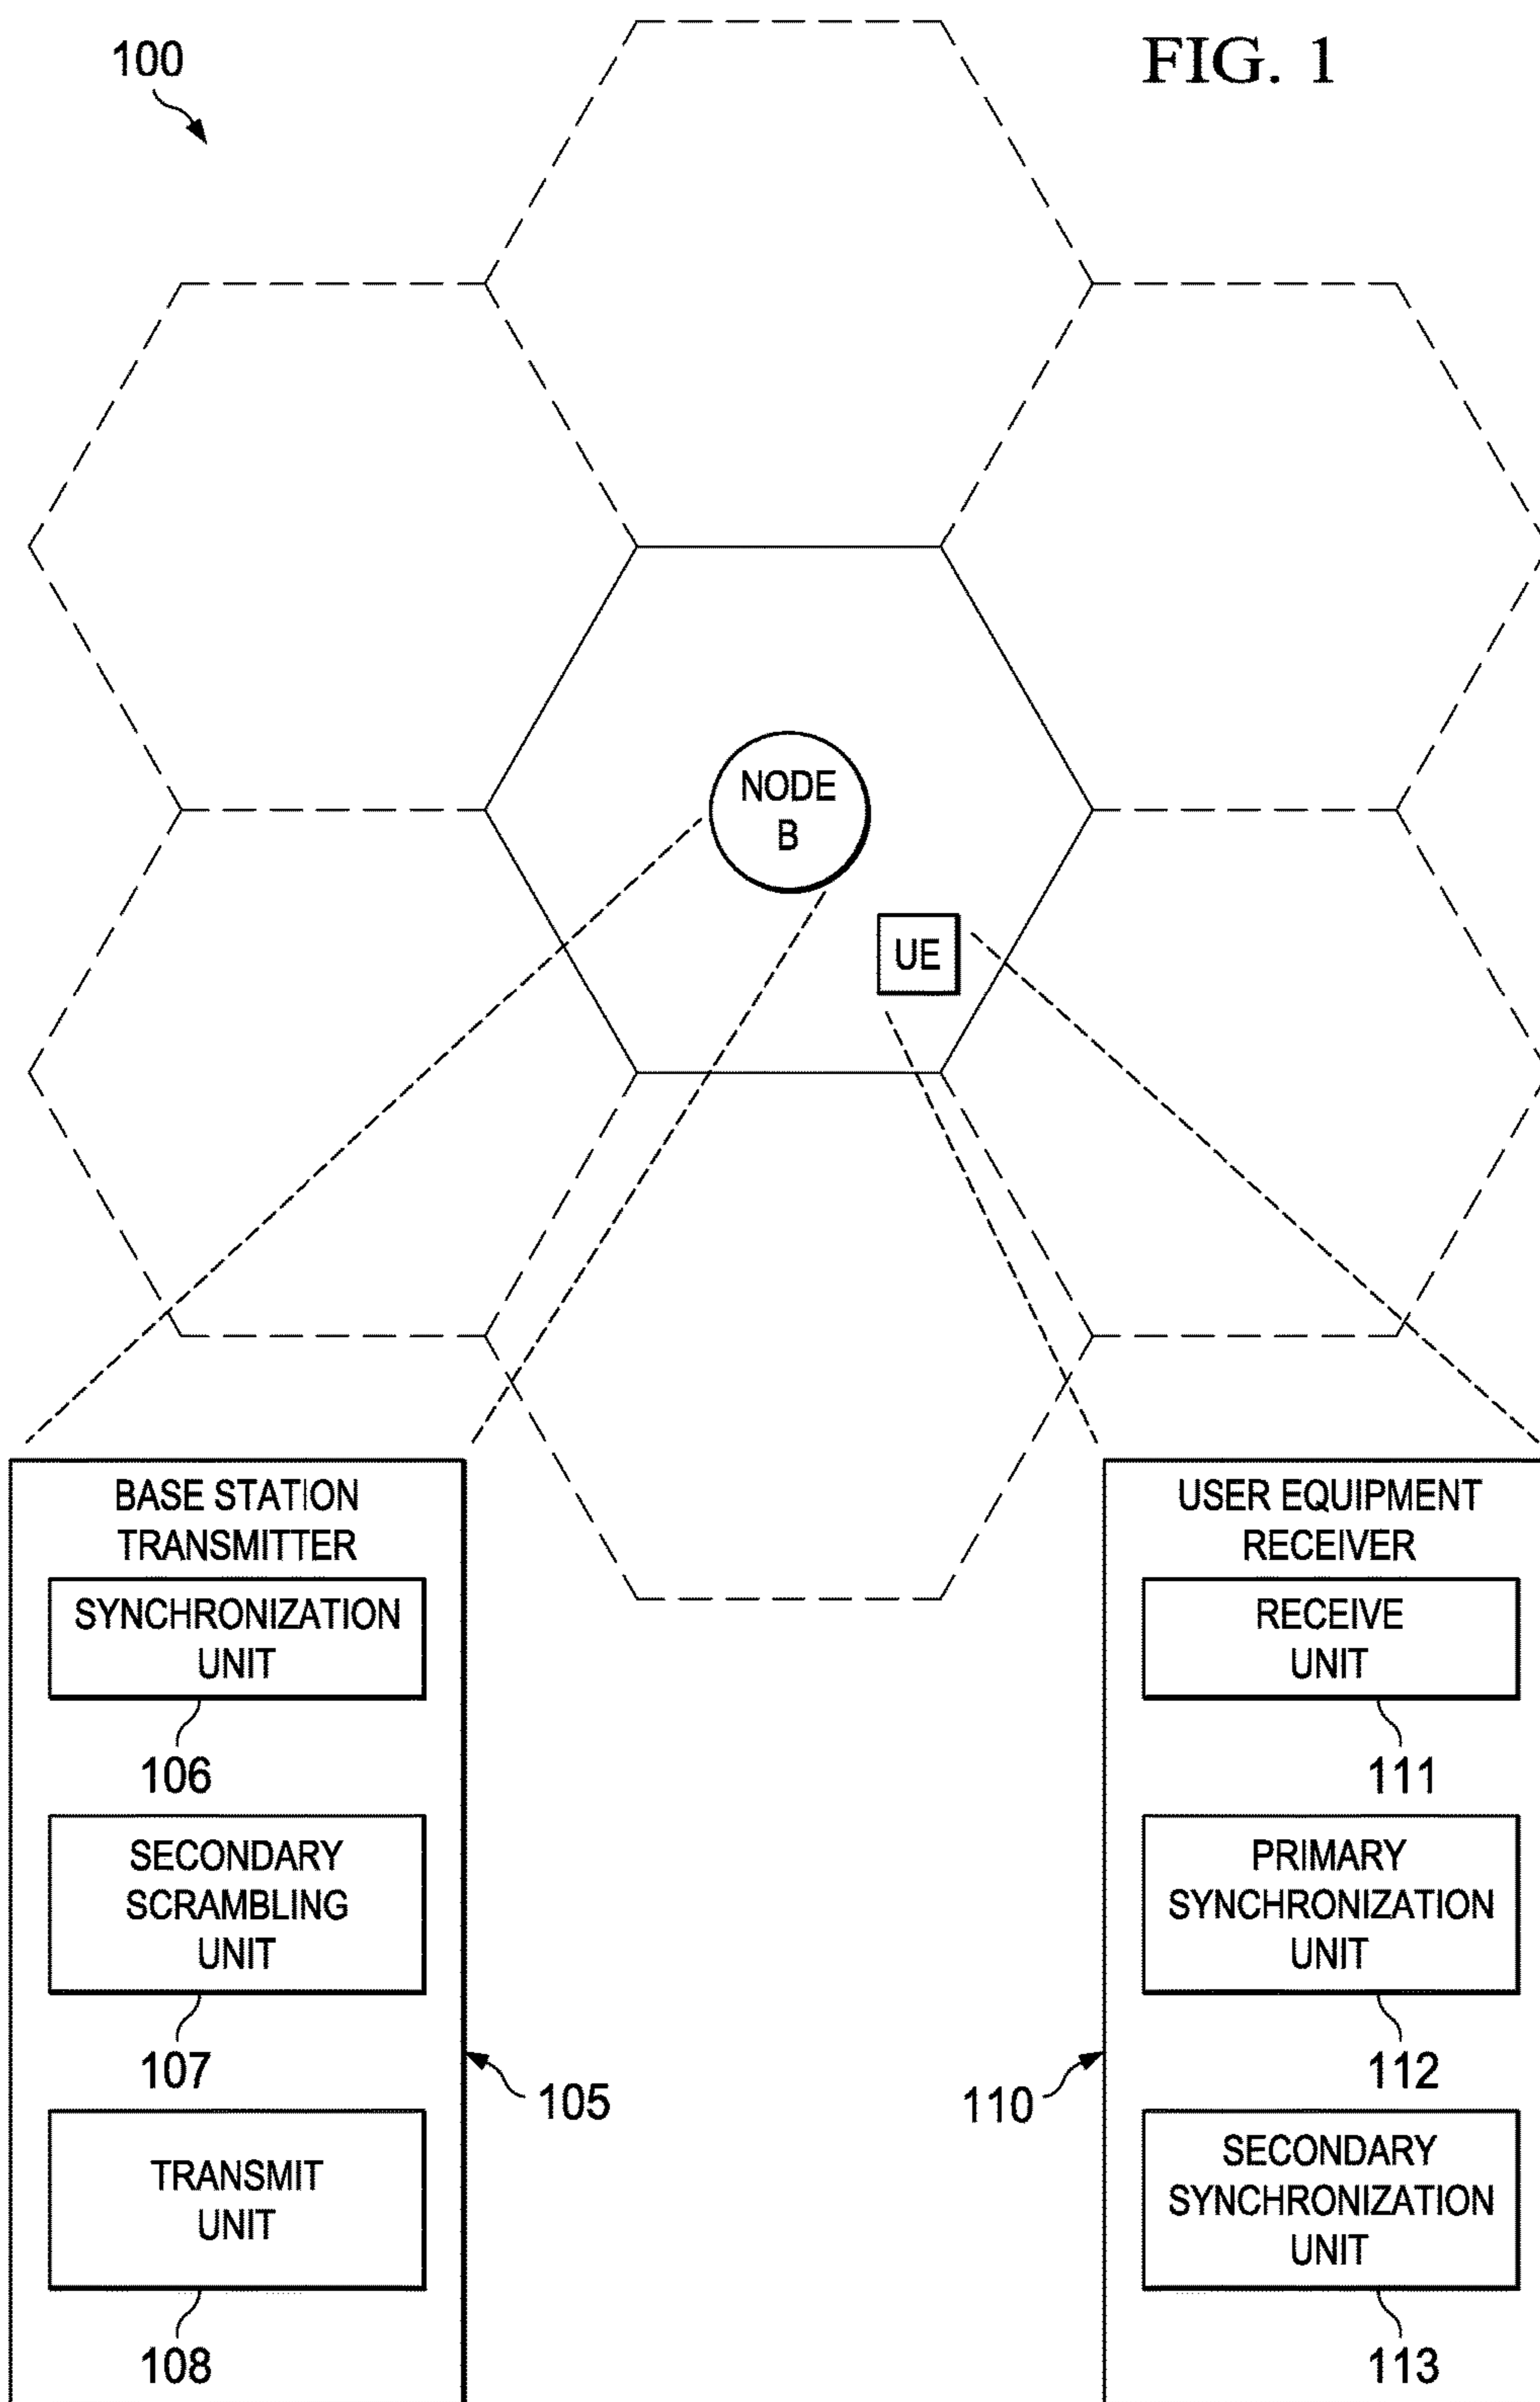 100
FIG. 1
NODE
B
UE
BASE STATION
TRANSMITTER
SYNCHRONIZATION
UNIT
106
SECONDARY
SCRAMBLING
UNIT
107
105
TRANSMIT
UNIT
108
USER EQUIPMENT
RECEIVER
RECEIVE
UNIT
111
PRIMARY
SYNCHRONIZATION
UNIT
112
110
SECONDARY
SYNCHRONIZATION
UNIT
113